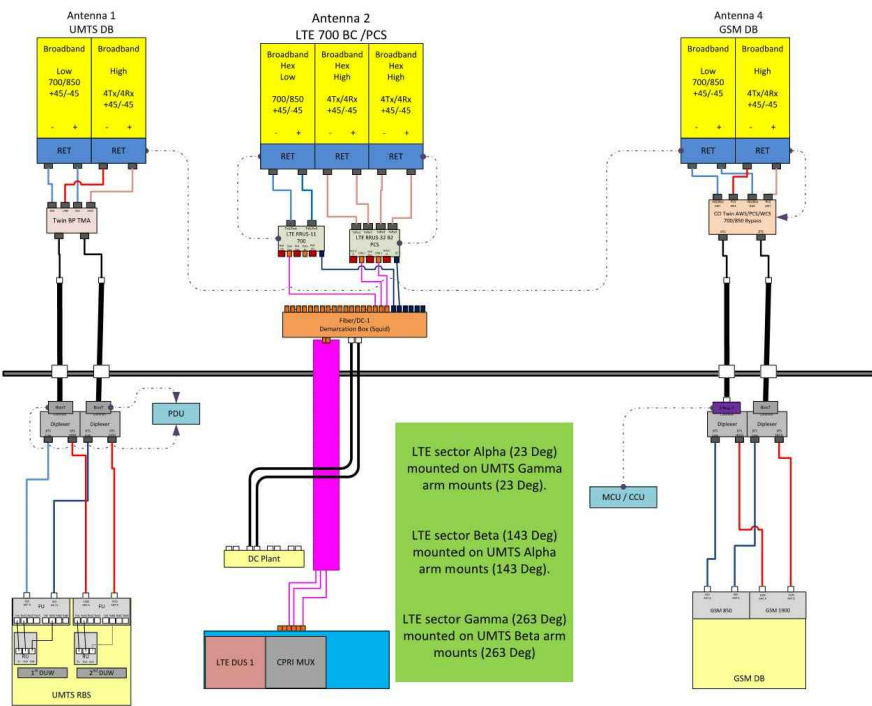 Antenna 1
UMTS DB
Antenna 2
LTE 700 BC /PCS
Antenna 4
GSM DB
Broadband
Low
700/850
+45/-45
- +
Broadband
High
4Tx/4Rx
+45/-45
- +
RET
RET
Broadband
Hex
Low
700/850
+45/-45
- +
Broadband
Hex
High
4Tx/4Rx
+45/-45
- +
Broadband
Hex
High
4Tx/4Rx
+45/-45
- +
RET
RET
RET
Broadband
Low
700/850
+45/-45
- +
Broadband
High
4Tx/4Rx
+45/-45
- +
RET
RET
Twin BP TMA
LTE RRUS-11
700
LTE RRUS-32 B2
PCS
CCI Twin AWS/PCS/WCS
700/850 Bypass
Fiber/DC-1
Demarcation Box (Squid)
BiasT
BiasT
Diplexer
Diplexer
PDU
BiasT
Diplexer
Diplexer
MCU / CCU
LTE sector Alpha (23 Deg)
mounted on UMTS Gamma
arm mounts (23 Deg).
LTE sector Beta (143 Deg)
mounted on UMTS Alpha
arm mounts (143 Deg).
LTE sector Gamma (263 Deg)
mounted on UMTS Beta arm
mounts (263 Deg)
DC Plant
FU
FU
RU
RU
1st DUW
2nd DUW
UMTS RBS
LTE DUS 1
CPRI MUX
GSM 850
GSM 1900
GSM DB